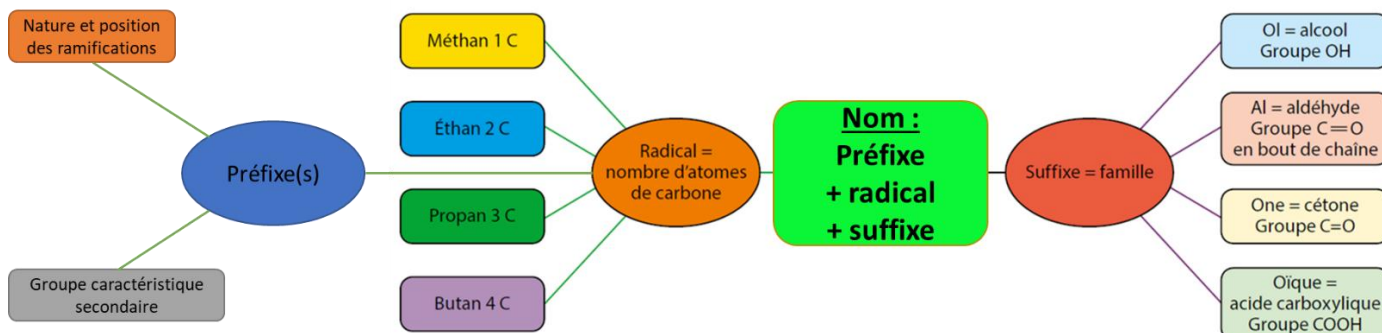 Nature et position
des ramifications
Préfixe(s)
Groupe caractéristique
secondaire
Méthan 1 C
Éthan 2 C
Propan 3 C
Butan 4 C
Radical =
nombre d'atomes
de carbone
Nom :
Préfixe
+ radical
+ suffixe
Suffixe = famille
Ol = alcool
Groupe OH
Al = aldéhyde
Groupe C=O
en bout de chaîne
One = cétone
Groupe C=O
Oïque =
acide carboxylique
Groupe COOH